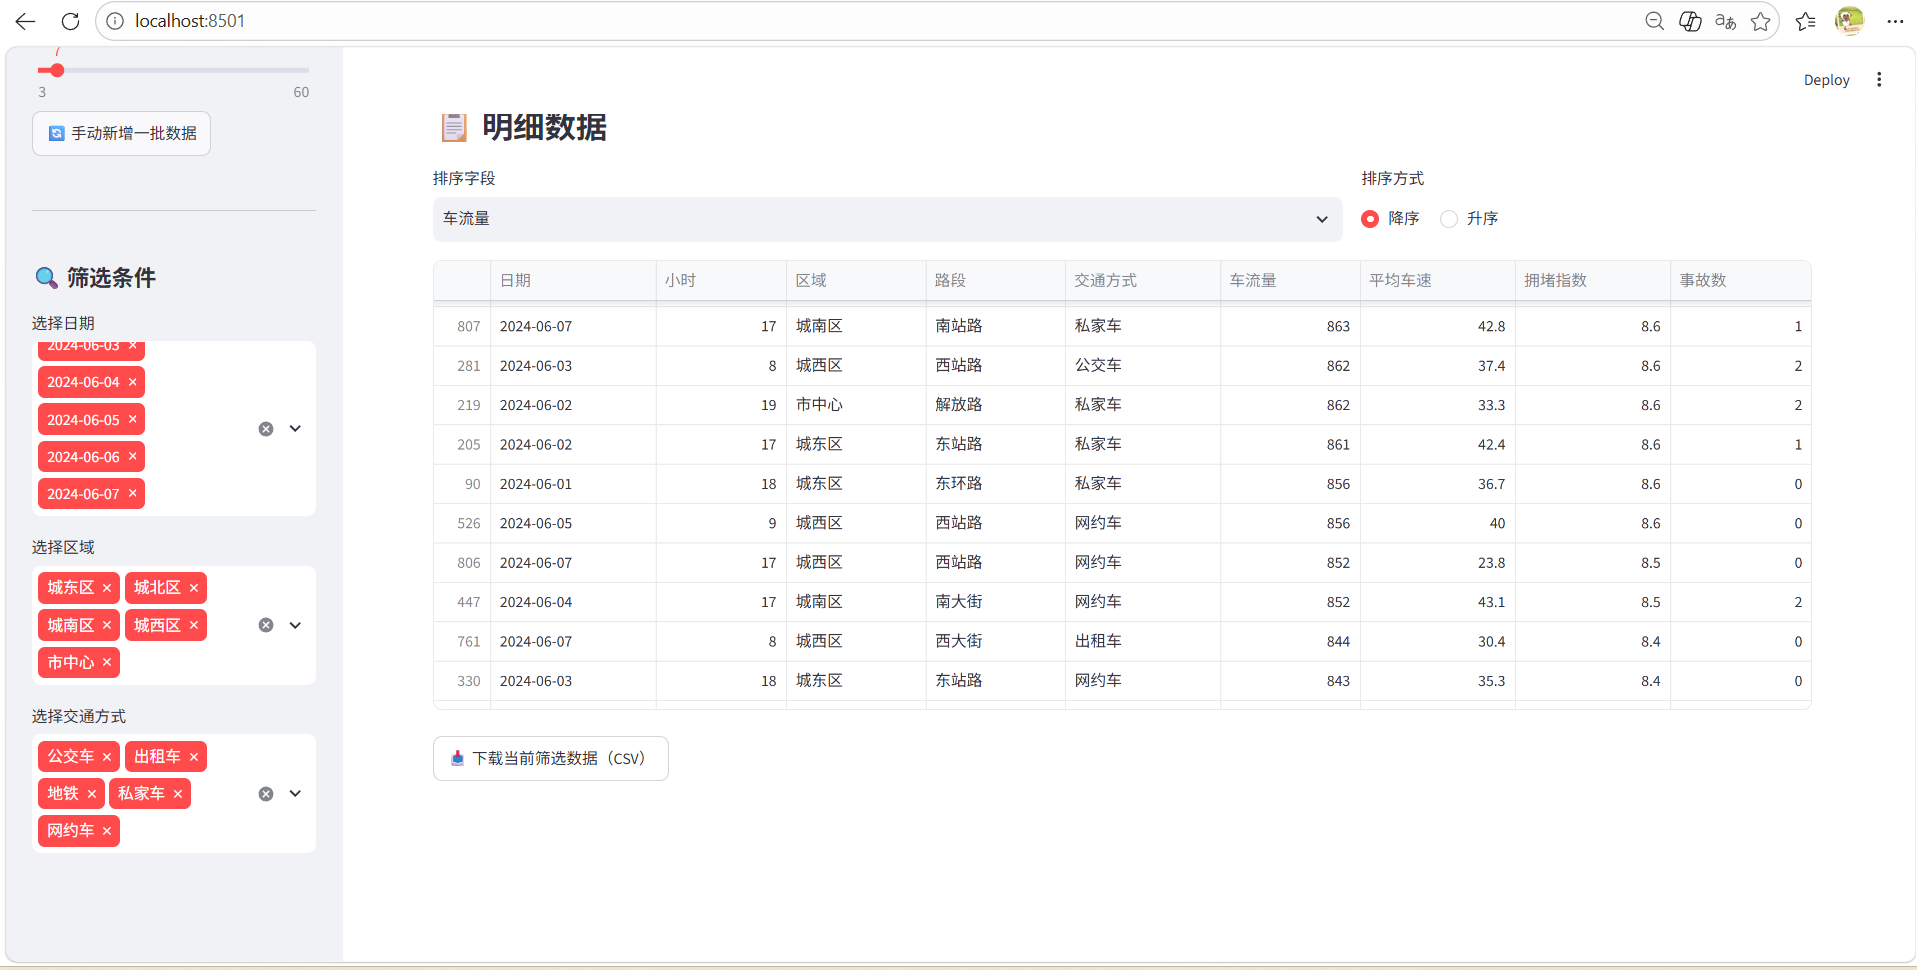 localhost:8501
Deploy
7
3 60
手动新增一批数据
筛选条件
选择日期
2024-06-03 ×
2024-06-04 ×
2024-06-05 ×
2024-06-06 ×
2024-06-07 ×
选择区域
城东区 × 城北区 ×
城南区 × 城西区 ×
市中心 ×
选择交通方式
公交车 × 出租车 ×
地铁 × 私家车 ×
网约车 ×
明细数据
排序字段 排序方式
车流量 降序 升序
日期 小时 区域 路段 交通方式 车流量 平均车速 拥堵指数 事故数
807 2024-06-07 17 城南区 南站路 私家车 863 42.8 8.6 1
281 2024-06-03 8 城西区 西站路 公交车 862 37.4 8.6 2
219 2024-06-02 19 市中心 解放路 私家车 862 33.3 8.6 2
205 2024-06-02 17 城东区 东站路 私家车 861 42.4 8.6 1
90 2024-06-01 18 城东区 东环路 私家车 856 36.7 8.6 0
526 2024-06-05 9 城西区 西站路 网约车 856 40 8.6 0
806 2024-06-07 17 城西区 西站路 网约车 852 23.8 8.5 0
447 2024-06-04 17 城南区 南大街 网约车 852 43.1 8.5 2
761 2024-06-07 8 城西区 西大街 出租车 844 30.4 8.4 0
330 2024-06-03 18 城东区 东站路 网约车 843 35.3 8.4 0
下载当前筛选数据（CSV）